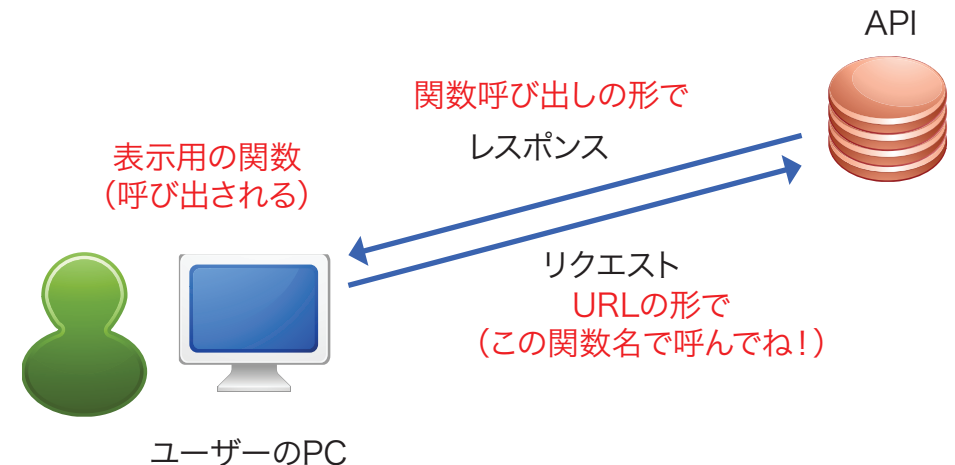 API
関数呼び出しの形で
レスポンス
表示用の関数
（呼び出される）
リクエスト
URLの形で
（この関数名で呼んでね！）
ユーザーのPC